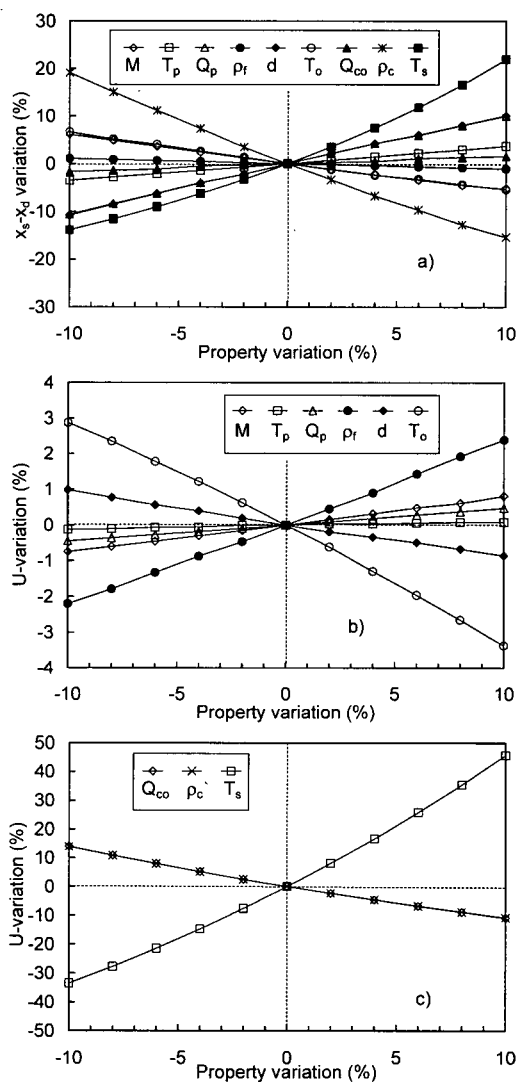 30
20
10
0
-10
-20
-30
M T_p Q_p ρ_f d T_o Q_co ρ_c T_s
x_s-x_d variation (%)
a)
-10 -5 0 5 10
Property variation (%)
4
3
2
1
0
-1
-2
-3
-4
M T_p Q_p ρ_f d T_o
U-variation (%)
b)
-10 -5 0 5 10
Property variation (%)
50
40
30
20
10
0
-10
-20
-30
-40
-50
Q_co ρ_c T_s
U-variation (%)
c)
-10 -5 0 5 10
Property variation (%)